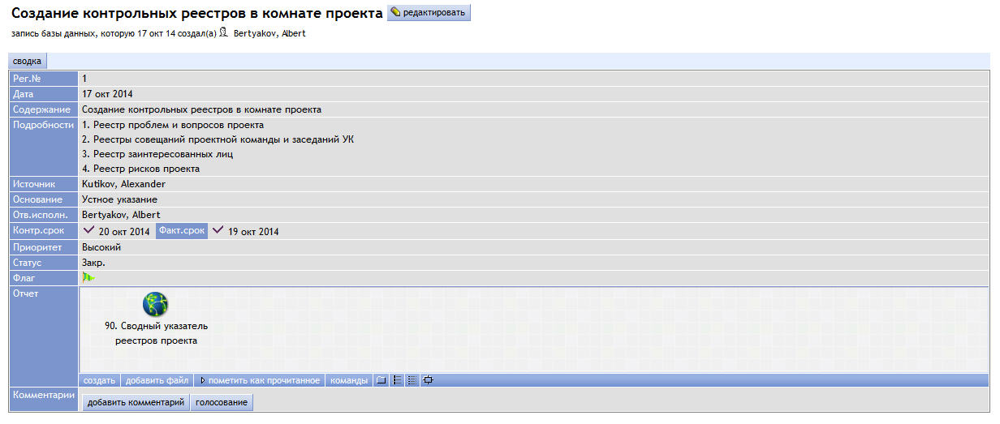 Создание контрольных реестров в комнате проекта редактировать
запись базы данных, которую 17 окт 14 создал(а) Bertyakov, Albert
сводка
Рег.№ 1
Дата 17 окт 2014
Содержание Создание контрольных реестров в комнате проекта
Подробности 1. Реестр проблем и вопросов проекта
2. Реестры совещаний проектной команды и заседаний УК
3. Реестр заинтересованных лиц
4. Реестр рисков проекта
Источник Kutikov, Alexander
Основание Устное указание
Отв.исполн. Bertyakov, Albert
Контр.срок 20 окт 2014 Факт.срок 19 окт 2014
Приоритет Высокий
Статус Закр.
Флаг
Отчет
90. Сводный указатель
реестров проекта
создать добавить файл пометить как прочитанное команды
Комментарии
добавить комментарий голосование